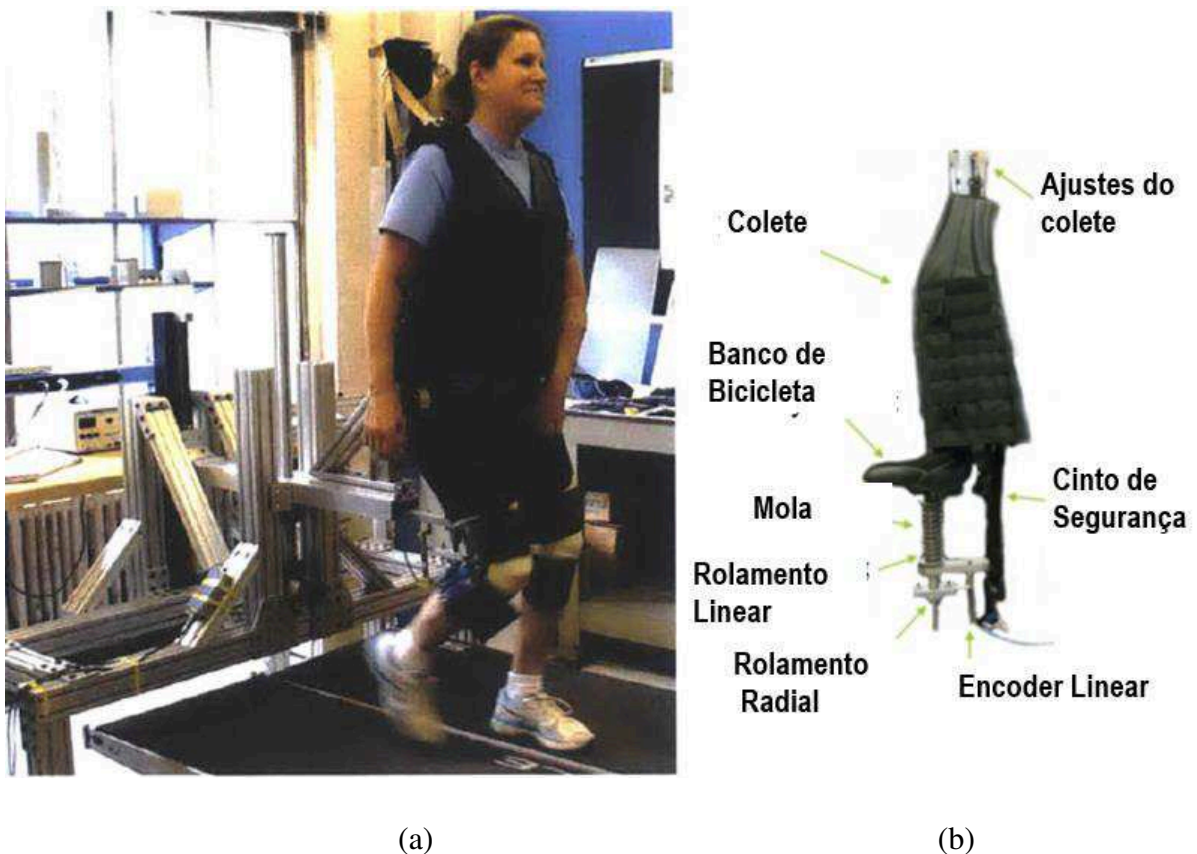 Ajustes do
colete
Colete
Banco de
Bicicleta
Mola
Cinto de
Segurança
Rolamento
Linear
Rolamento
Radial
Encoder Linear
(a)
(b)